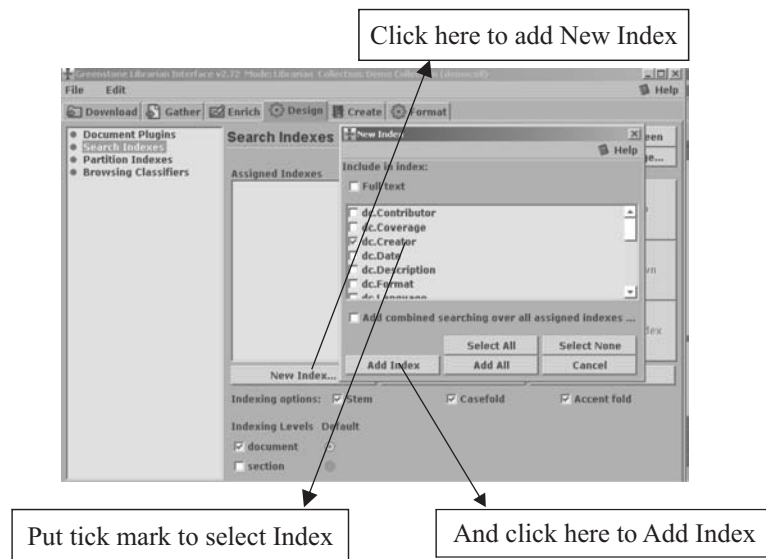 Click here to add New Index
Greenstone Librarian Interface v2.72 Mode: Librarian Collection: Demo Collection (democoll)
File Edit Help
Download Gather Enrich Design Create Format
Document Plugins
Search Indexes
Partition Indexes
Browsing Classifiers
Search Indexes
Assigned Indexes
New Index
Help
Include in index:
Full text
dc.Contributor
dc.Coverage
dc.Creator
dc.Date
dc.Description
dc.Format
dc.Language
Add combined searching over all assigned indexes ...
Select All Select None
Add Index Add All Cancel
New Index...
Indexing options: Stem Casefold Accent fold
Indexing Levels Default
document
section
Put tick mark to select Index
And click here to Add Index